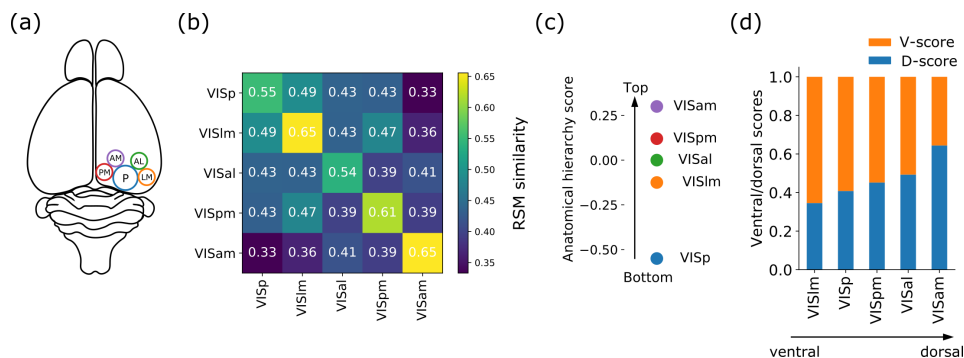 (a)
AM
AL
PM
P
LM
(b)
VISp
VISlm
VISal
VISpm
VISam
0.55 0.49 0.43 0.43 0.33
0.49 0.65 0.43 0.47 0.36
0.43 0.43 0.54 0.39 0.41
0.43 0.47 0.39 0.61 0.39
0.33 0.36 0.41 0.39 0.65
VISp
VISlm
VISal
VISpm
VISam
0.65
0.60
0.55
0.50
0.45
0.40
0.35
RSM similarity
(c)
Anatomical hierarchy score
0.25
0.00
−0.25
−0.50
Top
VISam
VISpm
VISal
VISlm
VISp
Bottom
(d)
V-score
D-score
Ventral/dorsal scores
1.0
0.8
0.6
0.4
0.2
0.0
VISlm
VISp
VISpm
VISal
VISam
ventral dorsal